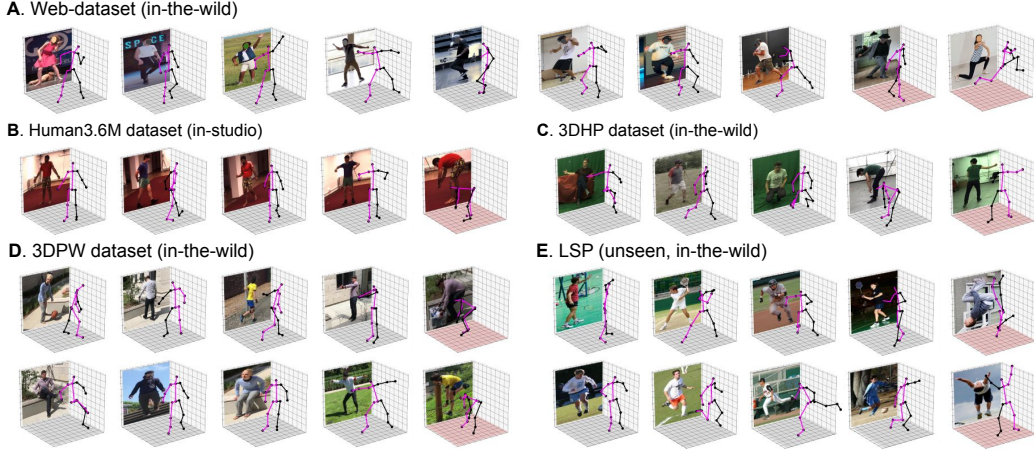 A. Web-dataset (in-the-wild)
SPACE
B. Human3.6M dataset (in-studio)
C. 3DHP dataset (in-the-wild)
D. 3DPW dataset (in-the-wild)
E. LSP (unseen, in-the-wild)